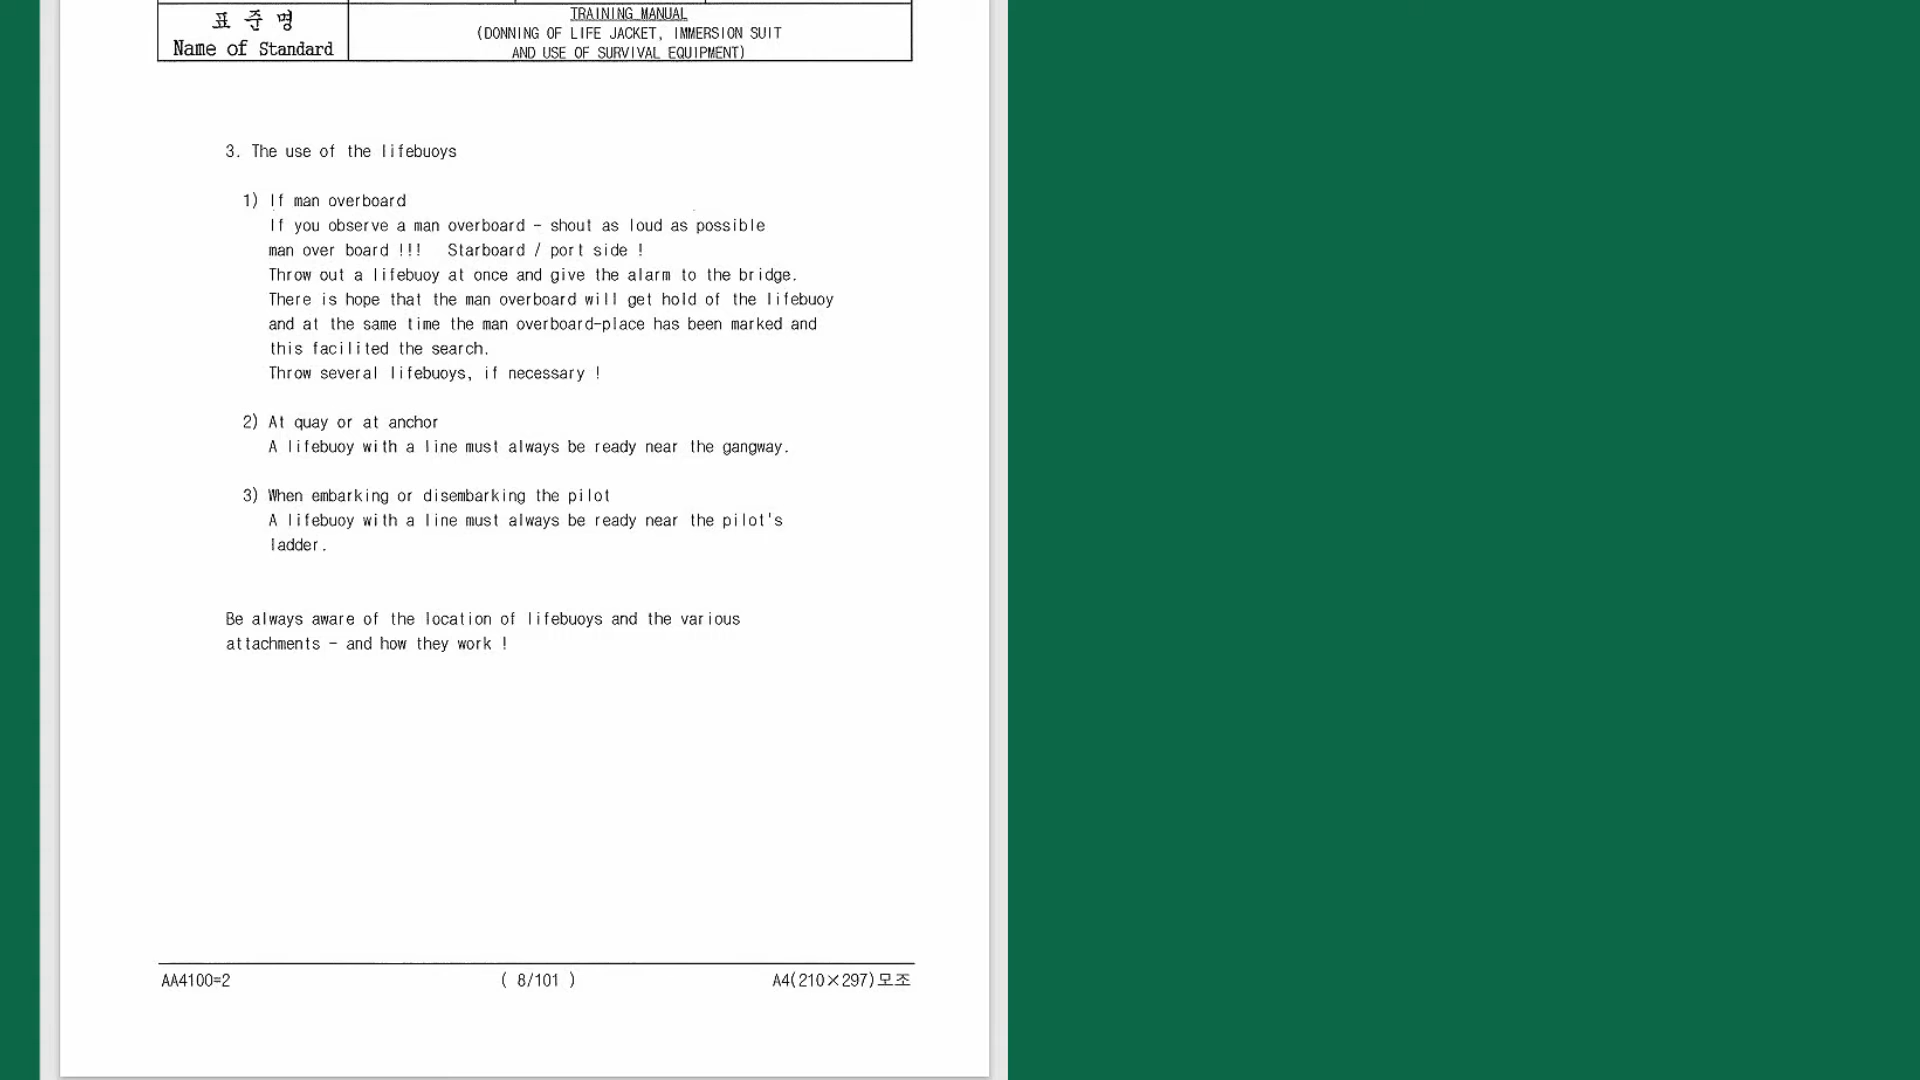 표 준 명
Name of Standard
TRAINING MANUAL
(DONNING OF LIFE JACKET, IMMERSION SUIT
AND USE OF SURVIVAL EQUIPMENT)
3. The use of the lifebuoys
1) If man overboard
If you observe a man overboard - shout as loud as possible
man over board !!! Starboard / port side !
Throw out a lifebuoy at once and give the alarm to the bridge.
There is hope that the man overboard will get hold of the lifebuoy
and at the same time the man overboard-place has been marked and
this facilited the search.
Throw several lifebuoys, if necessary !
2) At quay or at anchor
A lifebuoy with a line must always be ready near the gangway.
3) When embarking or disembarking the pilot
A lifebuoy with a line must always be ready near the pilot's
ladder.
Be always aware of the location of lifebuoys and the various
attachments - and how they work !
AA4100=2 ( 8/101 ) A4(210×297)모조